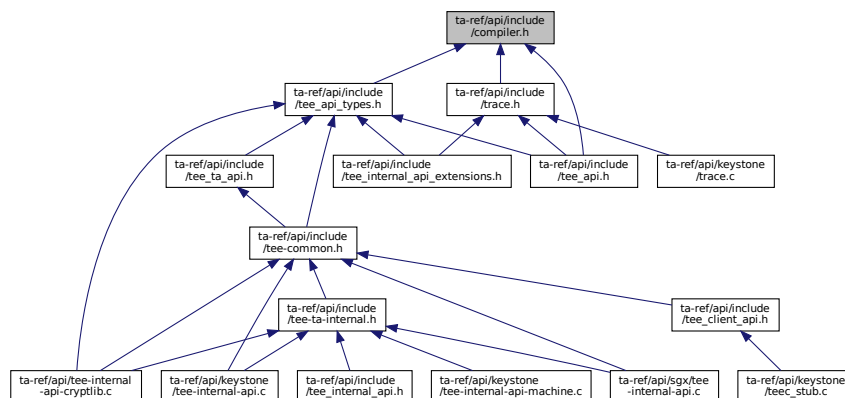 ta-ref/api/include
/compiler.h
ta-ref/api/include
/tee_api_types.h
ta-ref/api/include
/trace.h
ta-ref/api/include
/tee_ta_api.h
ta-ref/api/include
/tee_internal_api_extensions.h
ta-ref/api/include
/tee_api.h
ta-ref/api/keystone
/trace.c
ta-ref/api/include
/tee-common.h
ta-ref/api/include
/tee-ta-internal.h
ta-ref/api/include
/tee_client_api.h
ta-ref/api/tee-internal
-api-cryptlib.c
ta-ref/api/keystone
/tee-internal-api.c
ta-ref/api/include
/tee_internal_api.h
ta-ref/api/keystone
/tee-internal-api-machine.c
ta-ref/api/sgx/tee
-internal-api.c
ta-ref/api/keystone
/teec_stub.c